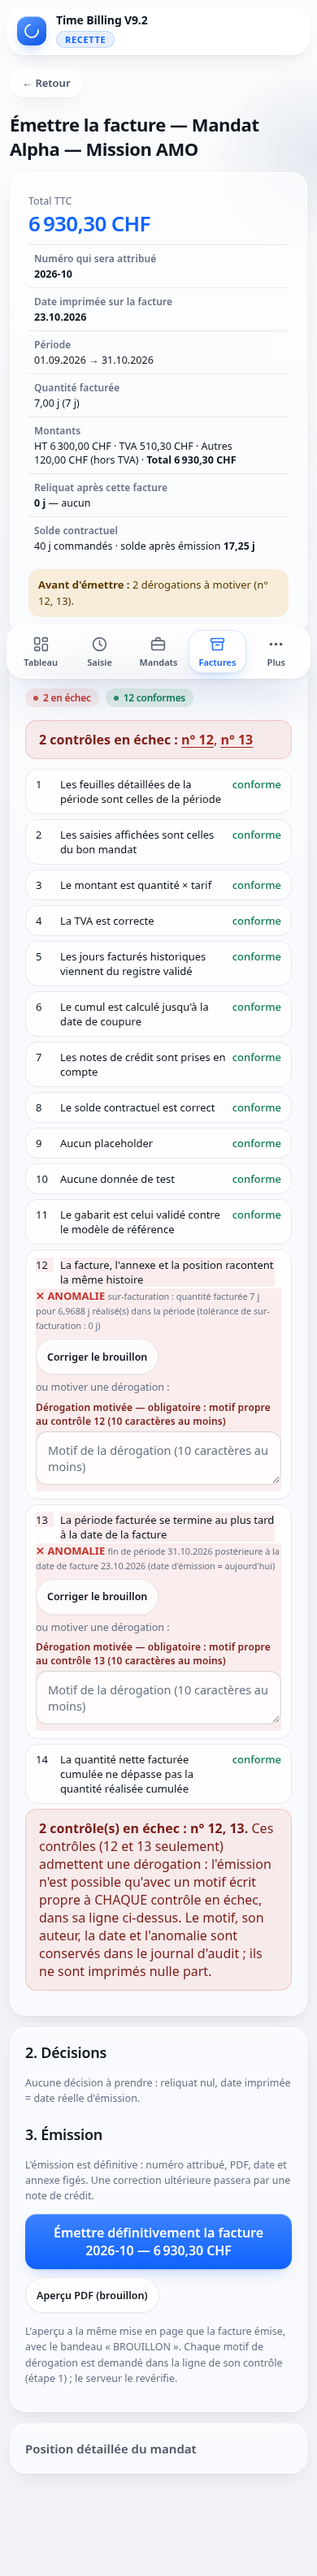 Time Billing V9.2
RECETTE
← Retour
Émettre la facture — Mandat
Alpha — Mission AMO
Total TTC
6 930,30 CHF
Numéro qui sera attribué
2026-10
Date imprimée sur la facture
23.10.2026
Période
01.09.2026 → 31.10.2026
Quantité facturée
7,00 j (7 j)
Montants
HT 6 300,00 CHF · TVA 510,30 CHF · Autres
120,00 CHF (hors TVA) · Total 6 930,30 CHF
Reliquat après cette facture
0 j — aucun
Solde contractuel
40 j commandés · solde après émission 17,25 j
Avant d'émettre : 2 dérogations à motiver (n°
12, 13).
Tableau
Saisie
Mandats
Factures
Plus
2 en échec
12 conformes
2 contrôles en échec : n° 12, n° 13
1 Les feuilles détaillées de la conforme
période sont celles de la période
2 Les saisies affichées sont celles conforme
du bon mandat
3 Le montant est quantité × tarif conforme
4 La TVA est correcte conforme
5 Les jours facturés historiques conforme
viennent du registre validé
6 Le cumul est calculé jusqu'à la conforme
date de coupure
7 Les notes de crédit sont prises en conforme
compte
8 Le solde contractuel est correct conforme
9 Aucun placeholder conforme
10 Aucune donnée de test conforme
11 Le gabarit est celui validé contre conforme
le modèle de référence
12 La facture, l'annexe et la position racontent
la même histoire
✕ ANOMALIE sur-facturation : quantité facturée 7 j
pour 6,9688 j réalisé(s) dans la période (tolérance de sur-
facturation : 0 j)
Corriger le brouillon
ou motiver une dérogation :
Dérogation motivée — obligatoire : motif propre
au contrôle 12 (10 caractères au moins)
Motif de la dérogation (10 caractères au
moins)
13 La période facturée se termine au plus tard
à la date de la facture
✕ ANOMALIE fin de période 31.10.2026 postérieure à la
date de facture 23.10.2026 (date d'émission = aujourd'hui)
Corriger le brouillon
ou motiver une dérogation :
Dérogation motivée — obligatoire : motif propre
au contrôle 13 (10 caractères au moins)
Motif de la dérogation (10 caractères au
moins)
14 La quantité nette facturée conforme
cumulée ne dépasse pas la
quantité réalisée cumulée
2 contrôle(s) en échec : n° 12, 13. Ces
contrôles (12 et 13 seulement)
admettent une dérogation : l'émission
n'est possible qu'avec un motif écrit
propre à CHAQUE contrôle en échec,
dans sa ligne ci-dessus. Le motif, son
auteur, la date et l'anomalie sont
conservés dans le journal d'audit ; ils
ne sont imprimés nulle part.
2. Décisions
Aucune décision à prendre : reliquat nul, date imprimée
= date réelle d'émission.
3. Émission
L'émission est définitive : numéro attribué, PDF, date et
annexe figés. Une correction ultérieure passera par une
note de crédit.
Émettre définitivement la facture
2026-10 — 6 930,30 CHF
Aperçu PDF (brouillon)
L'aperçu a la même mise en page que la facture émise,
avec le bandeau « BROUILLON ». Chaque motif de
dérogation est demandé dans la ligne de son contrôle
(étape 1) ; le serveur le revérifie.
Position détaillée du mandat